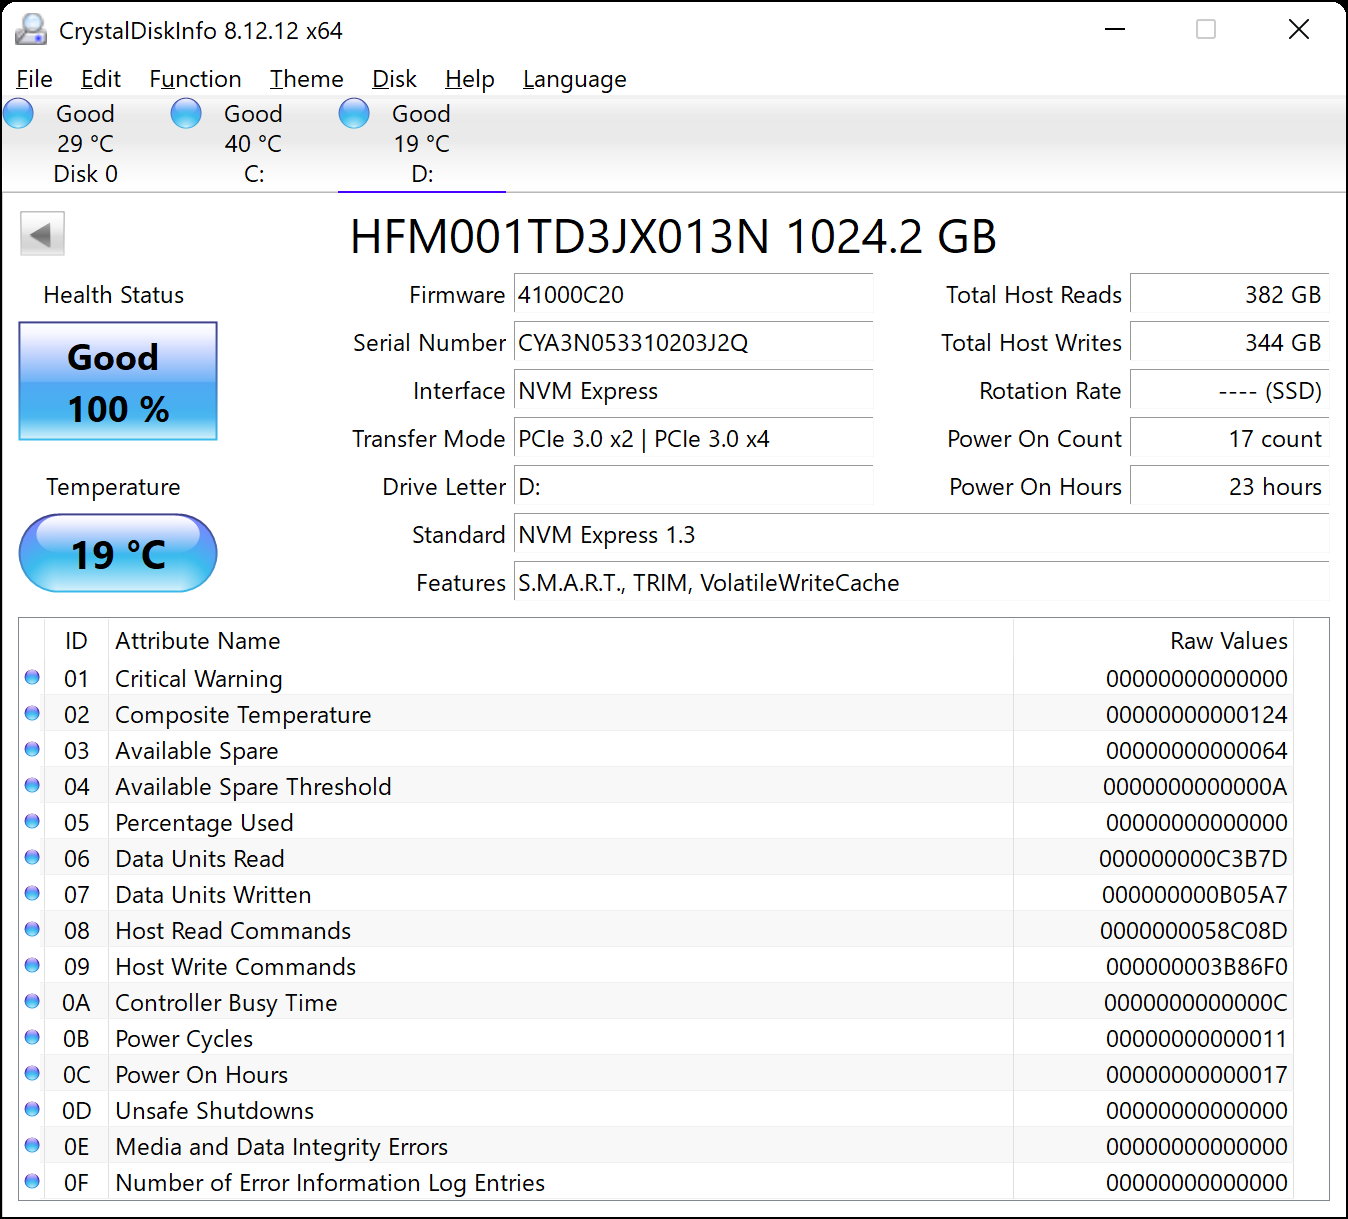 CrystalDiskInfo 8.12.12 x64
File Edit Function Theme Disk Help Language
Good Good Good
29 °C 40 °C 19 °C
Disk 0 C: D:
HFM001TD3JX013N 1024.2 GB
Health Status
Good
100 %
Temperature
19 °C
Firmware 41000C20 Total Host Reads 382 GB
Serial Number CYA3N053310203J2Q Total Host Writes 344 GB
Interface NVM Express Rotation Rate ---- (SSD)
Transfer Mode PCIe 3.0 x2 | PCIe 3.0 x4 Power On Count 17 count
Drive Letter D: Power On Hours 23 hours
Standard NVM Express 1.3
Features S.M.A.R.T., TRIM, VolatileWriteCache
ID Attribute Name Raw Values
01 Critical Warning 00000000000000
02 Composite Temperature 00000000000124
03 Available Spare 00000000000064
04 Available Spare Threshold 0000000000000A
05 Percentage Used 00000000000000
06 Data Units Read 000000000C3B7D
07 Data Units Written 000000000B05A7
08 Host Read Commands 0000000058C08D
09 Host Write Commands 000000003B86F0
0A Controller Busy Time 0000000000000C
0B Power Cycles 00000000000011
0C Power On Hours 00000000000017
0D Unsafe Shutdowns 00000000000000
0E Media and Data Integrity Errors 00000000000000
0F Number of Error Information Log Entries 00000000000000